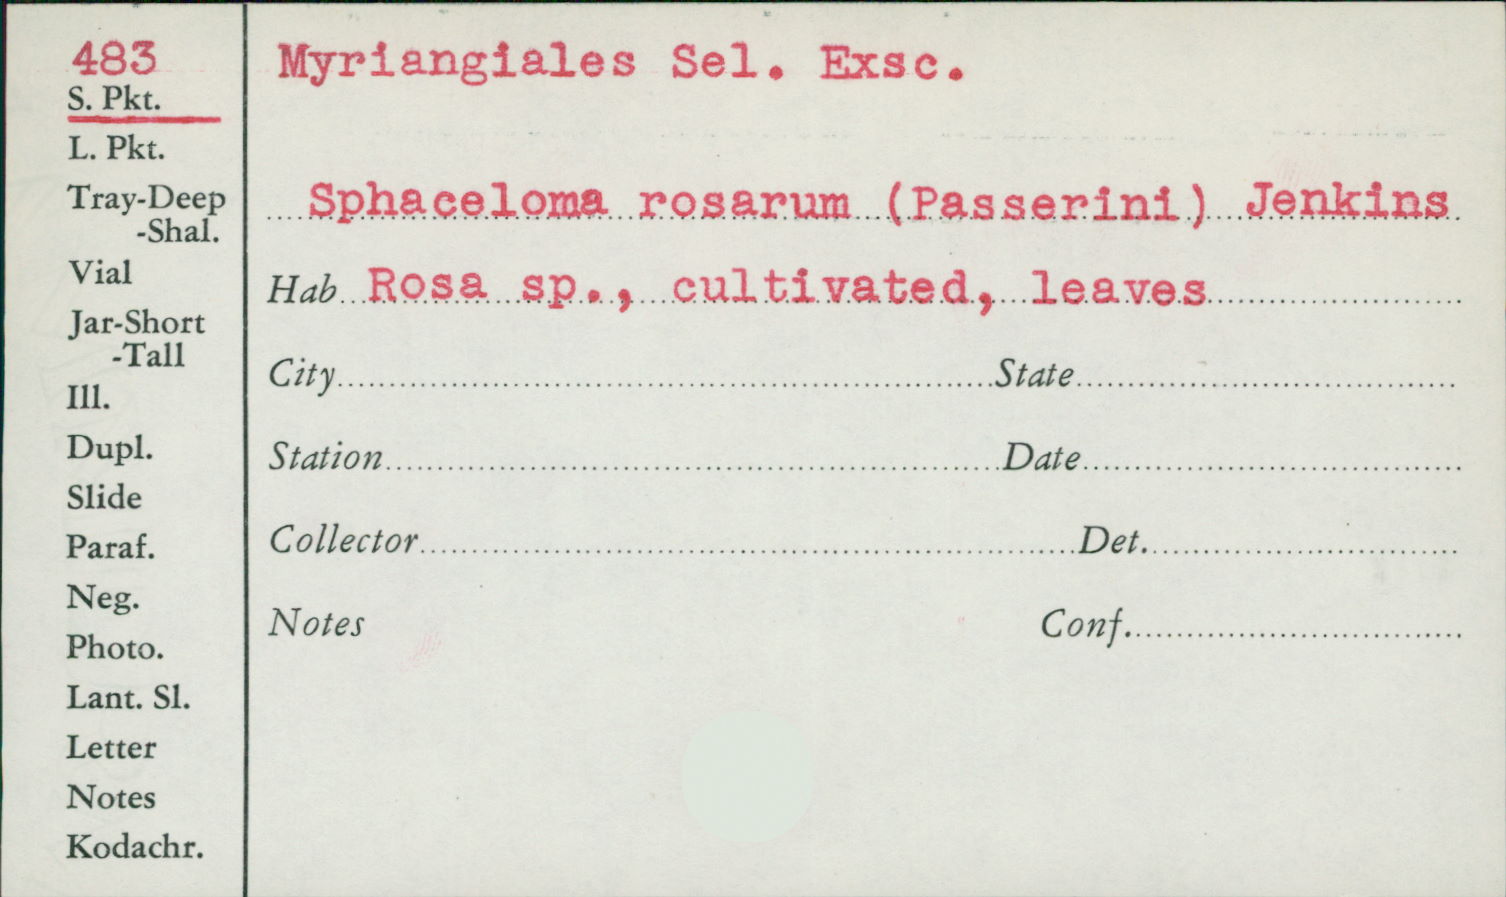 483
S. Pkt.
L. Pkt.
Tray-Deep
-Shal.
Vial
Jar-Short
-Tall
Ill.
Dupl.
Slide
Paraf.
Neg.
Photo.
Lant. Sl.
Letter
Notes
Kodachr.
Myriangiales Sel. Exsc.
Sphaceloma rosarum (Passerini) Jenkins
Hab Rosa sp., cultivated, leaves
City State
Station Date
Collector Det.
Notes Conf.